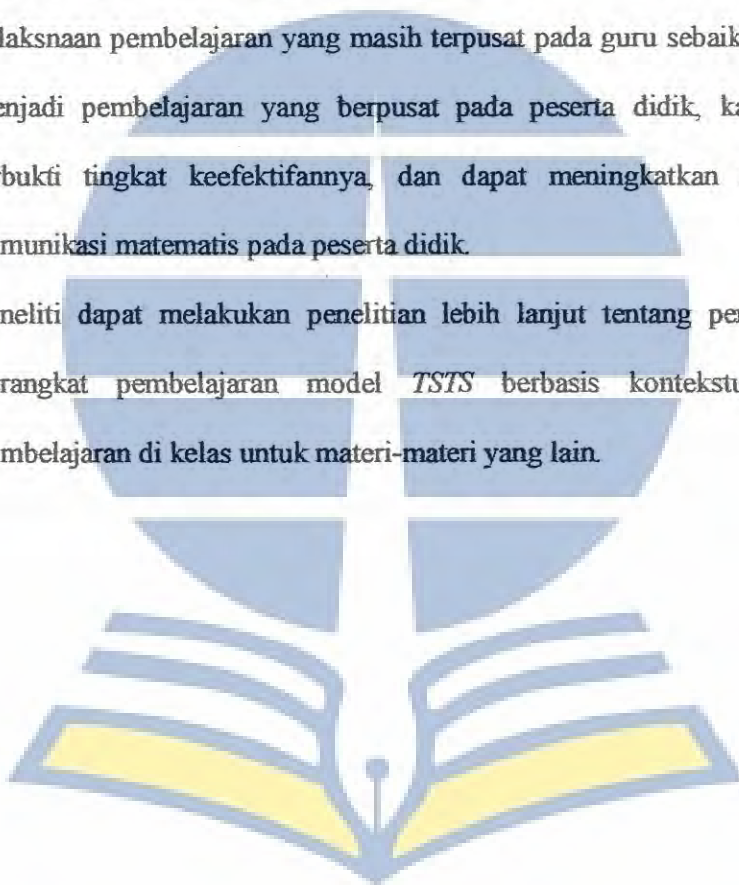 laksnaan pembelajaran yang masih terpusat pada guru sebaik
enjadi pembelajaran yang berpusat pada peserta didik, ka
bukti tingkat keefektifannya, dan dapat meningkatkan
munikasi matematis pada peserta didik.
neliti dapat melakukan penelitian lebih lanjut tentang per
rangkat pembelajaran model TSTS berbasis kontekstu
mbelajaran di kelas untuk materi-materi yang lain.